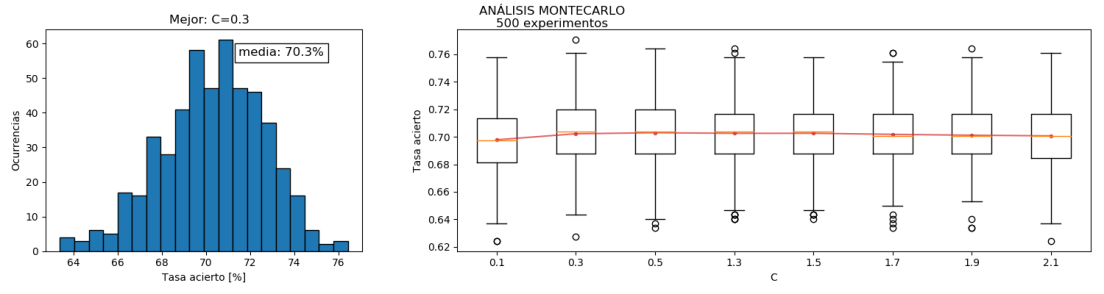 Mejor: C=0.3
media: 70.3%
Ocurrencias
60
50
40
30
20
10
0
64 66 68 70 72 74 76
Tasa acierto [%]
ANÁLISIS MONTECARLO
500 experimentos
Tasa acierto
0.76
0.74
0.72
0.70
0.68
0.66
0.64
0.62
0.1 0.3 0.5 1.3 1.5 1.7 1.9 2.1
C